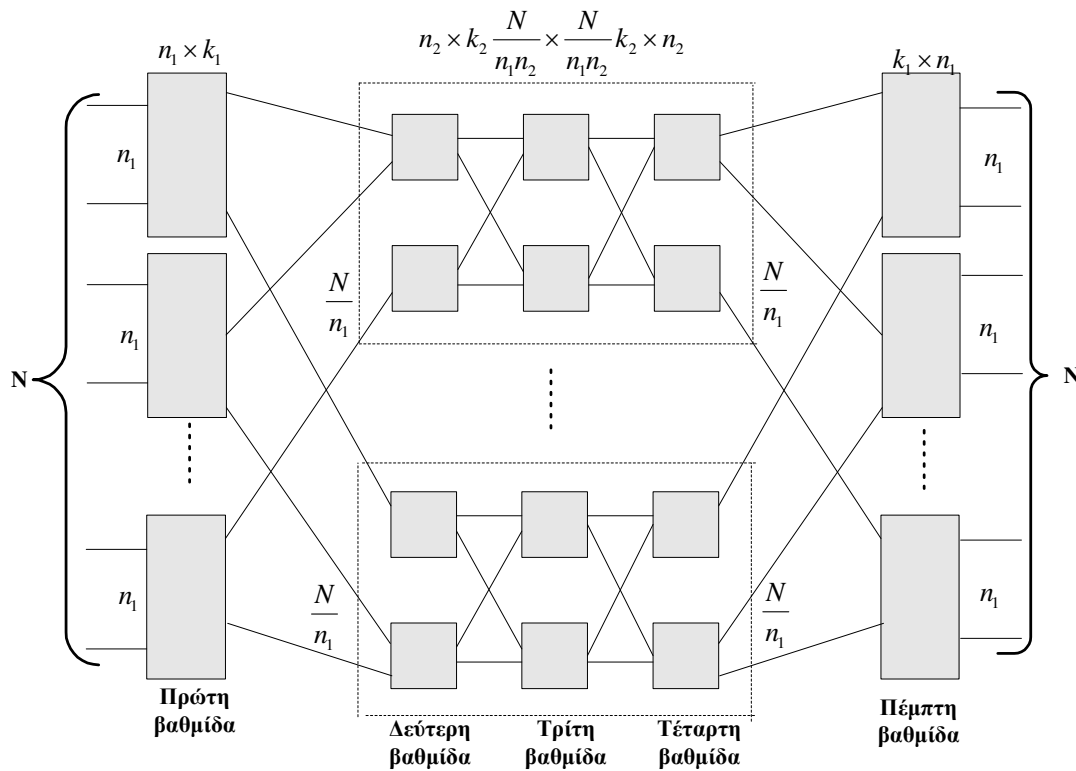 n₁ × k₁
n₂ × k₂ N/n₁n₂ × N/n₁n₂ k₂ × n₂
k₁ × n₁
n₁
n₁
n₁
N
N/n₁
N/n₁
N/n₁
N/n₁
n₁
n₁
n₁
N
Πρώτη
βαθμίδα
Δεύτερη
βαθμίδα
Τρίτη
βαθμίδα
Τέταρτη
βαθμίδα
Πέμπτη
βαθμίδα